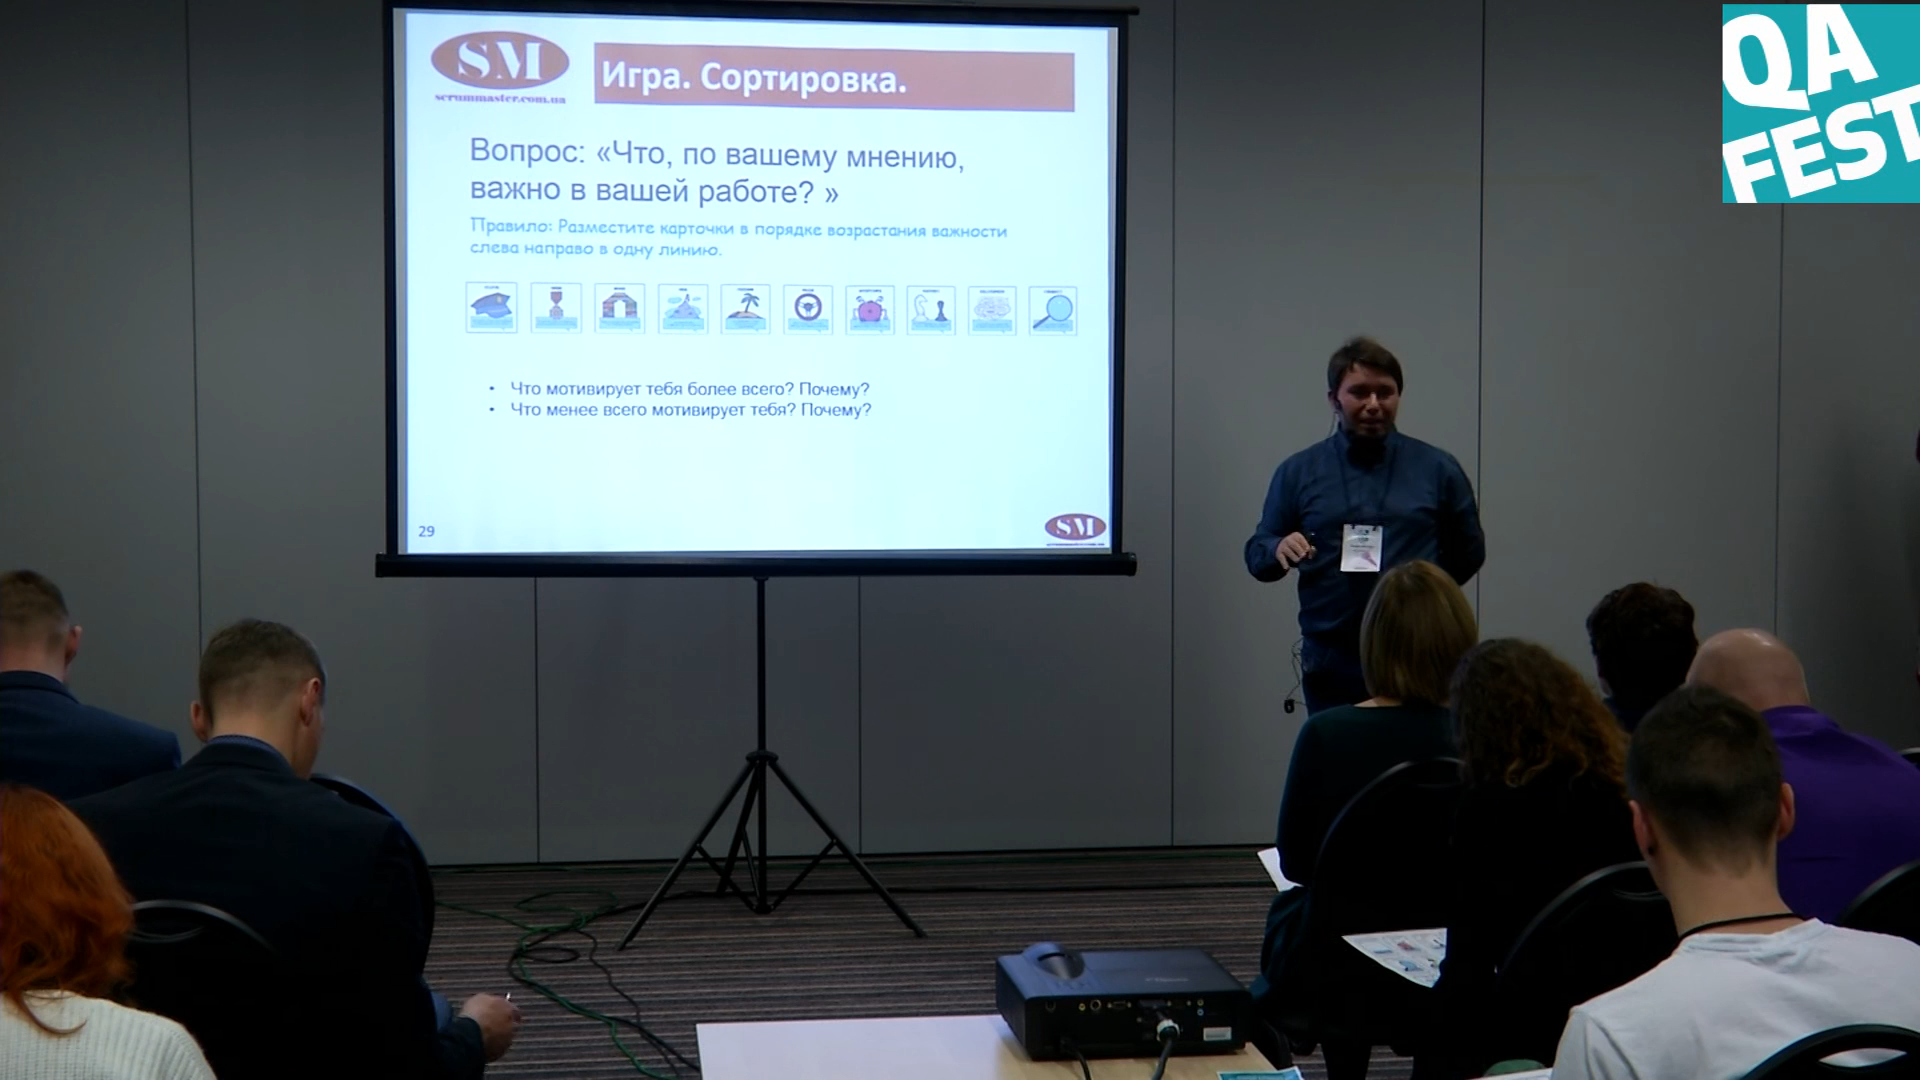 SM
scrummaster.com.ua
Игра. Сортировка.
Вопрос: «Что, по вашему мнению,
важно в вашей работе? »
Правило: Разместите карточки в порядке возрастания важности
слева направо в одну линию.
• Что мотивирует тебя более всего? Почему?
• Что менее всего мотивирует тебя? Почему?
29
SM
QA
FEST